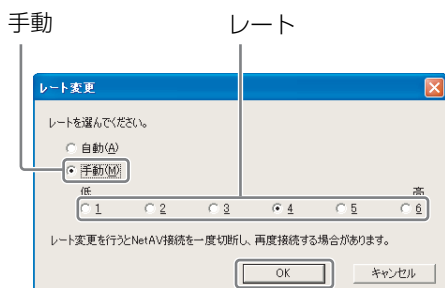 手動 レート
レート変更
レートを選んでください。
自動(A)
手動(M)
低 高
1 2 3 4 5 6
レート変更を行うとNetAV接続を一度切断し、再度接続する場合があります。
OK キャンセル